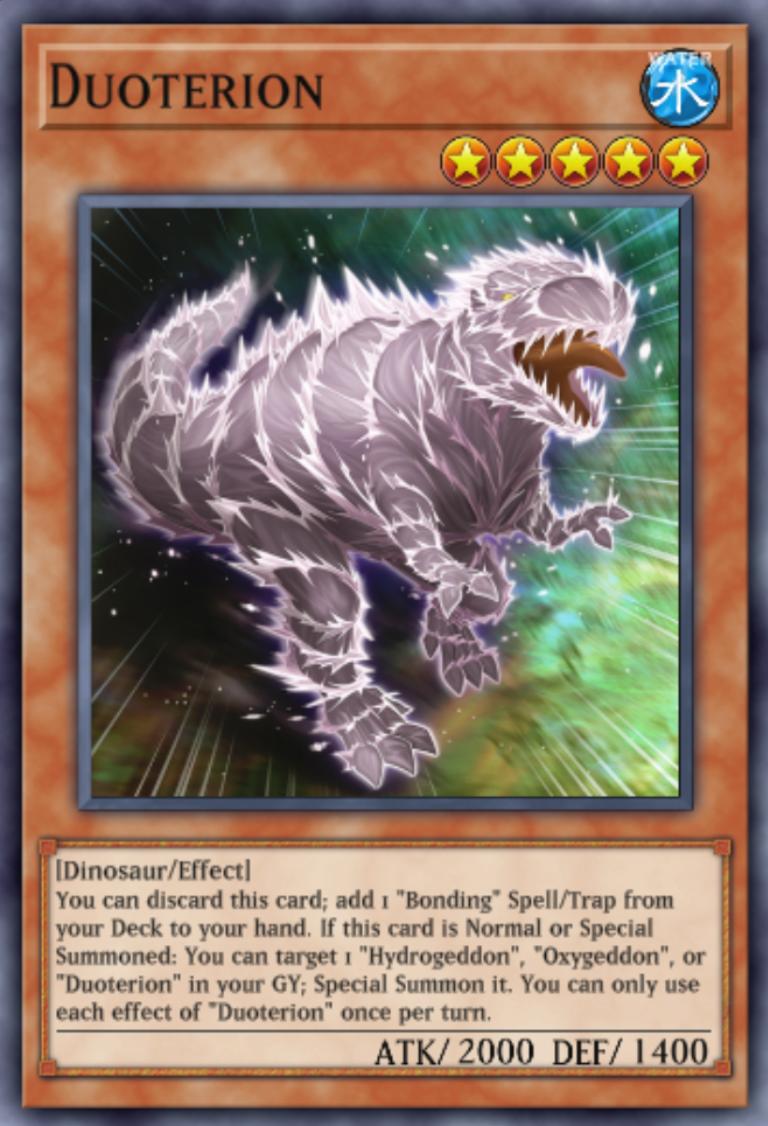 DUOTERION
WATER
水
[Dinosaur/Effect]
You can discard this card; add 1 "Bonding" Spell/Trap from
your Deck to your hand. If this card is Normal or Special
Summoned: You can target 1 "Hydrogeddon", "Oxygeddon", or
"Duoterion" in your GY; Special Summon it. You can only use
each effect of "Duoterion" once per turn.
ATK/ 2000 DEF/ 1400